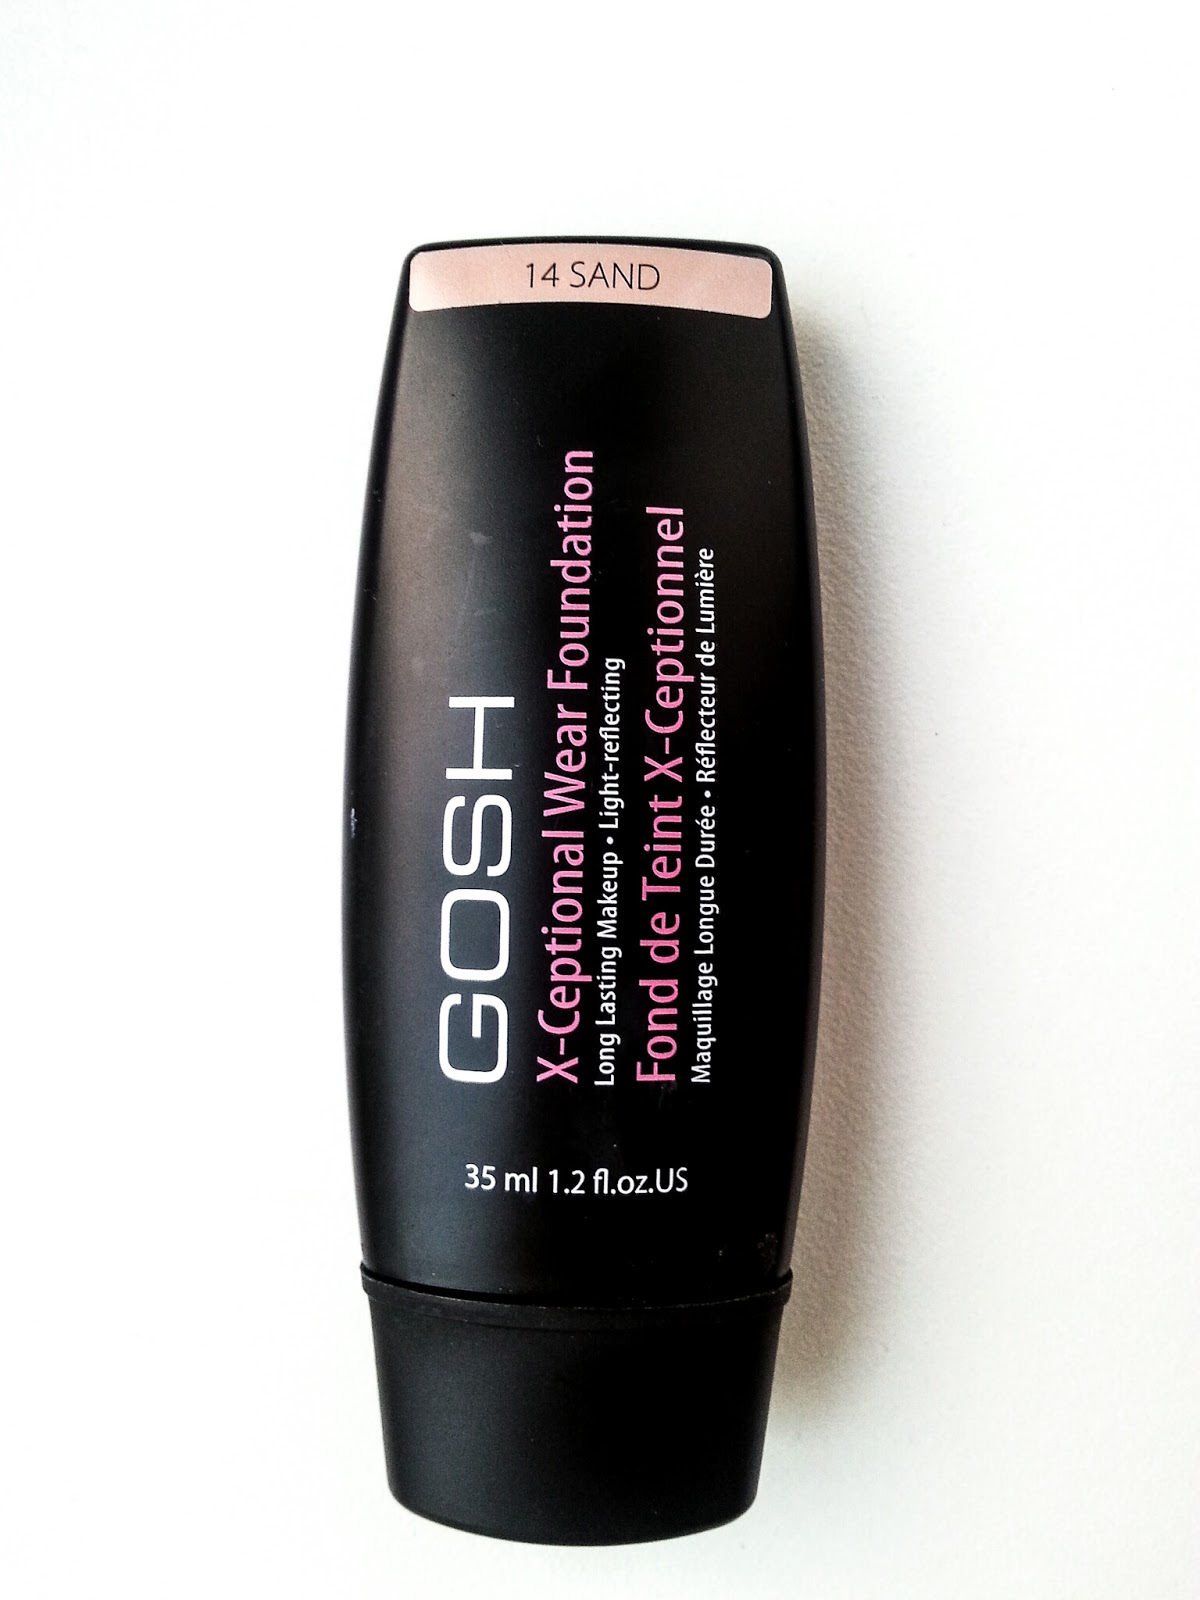 14 SAND
GOSH
X-Ceptional Wear Foundation
Long Lasting Makeup • Light-reflecting
Fond de Teint X-Ceptionnel
Maquillage Longue Durée • Réflecteur de Lumière
35 ml 1.2 fl.oz.US